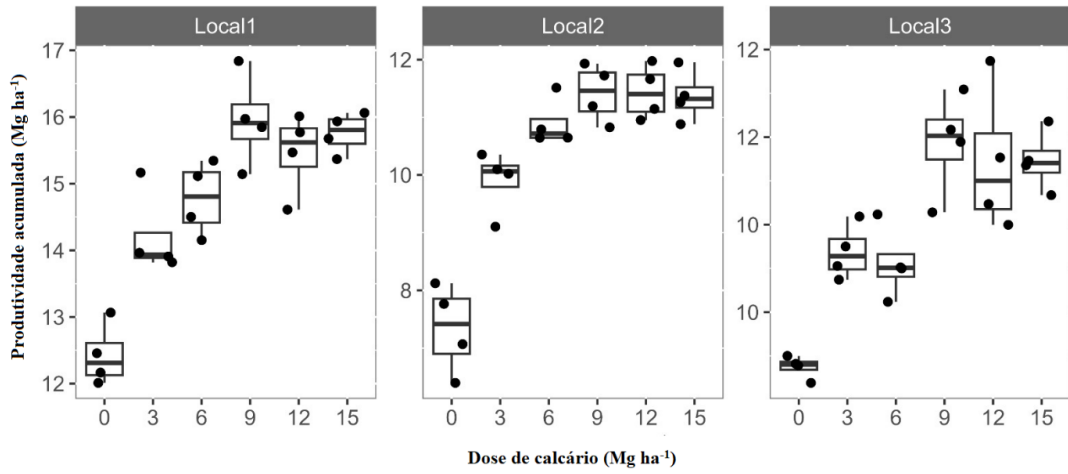 Local1
Local2
Local3
Produtividade acumulada (Mg ha⁻¹)
17
16
15
14
13
12
12
10
8
12
12
10
10
0 3 6 9 12 15
0 3 6 9 12 15
0 3 6 9 12 15
Dose de calcário (Mg ha⁻¹)